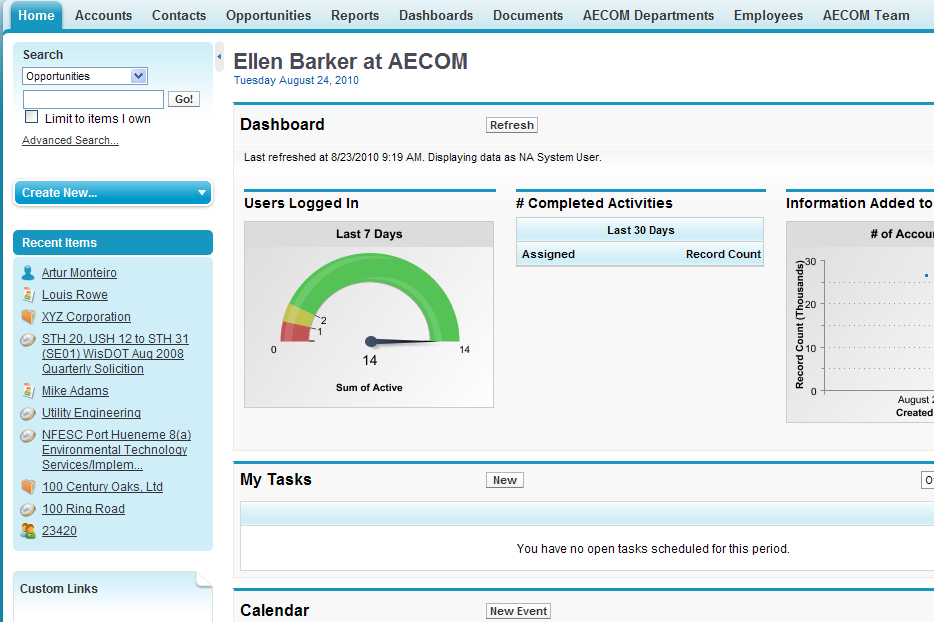 Home Accounts Contacts Opportunities Reports Dashboards Documents AECOM Departments Employees AECOM Team
Search
Opportunities
Go!
Limit to items I own
Advanced Search...
Create New...
Recent Items
Artur Monteiro
Louis Rowe
XYZ Corporation
STH 20, USH 12 to STH 31
(SE01) WisDOT Aug 2008
Quarterly Solicition
Mike Adams
Utility Engineering
NFESC Port Hueneme 8(a)
Environmental Technology
Services/Implem...
100 Century Oaks, Ltd
100 Ring Road
23420
Custom Links
Ellen Barker at AECOM
Tuesday August 24, 2010
Dashboard Refresh
Last refreshed at 8/23/2010 9:19 AM. Displaying data as NA System User.
Users Logged In
Last 7 Days
2
1
0
14
14
Sum of Active
# Completed Activities
Last 30 Days
Assigned Record Count
Information Added to
# of Accou
Record Count (Thousands)
30
20
10
0
August 2
Created
My Tasks New
You have no open tasks scheduled for this period.
Calendar New Event